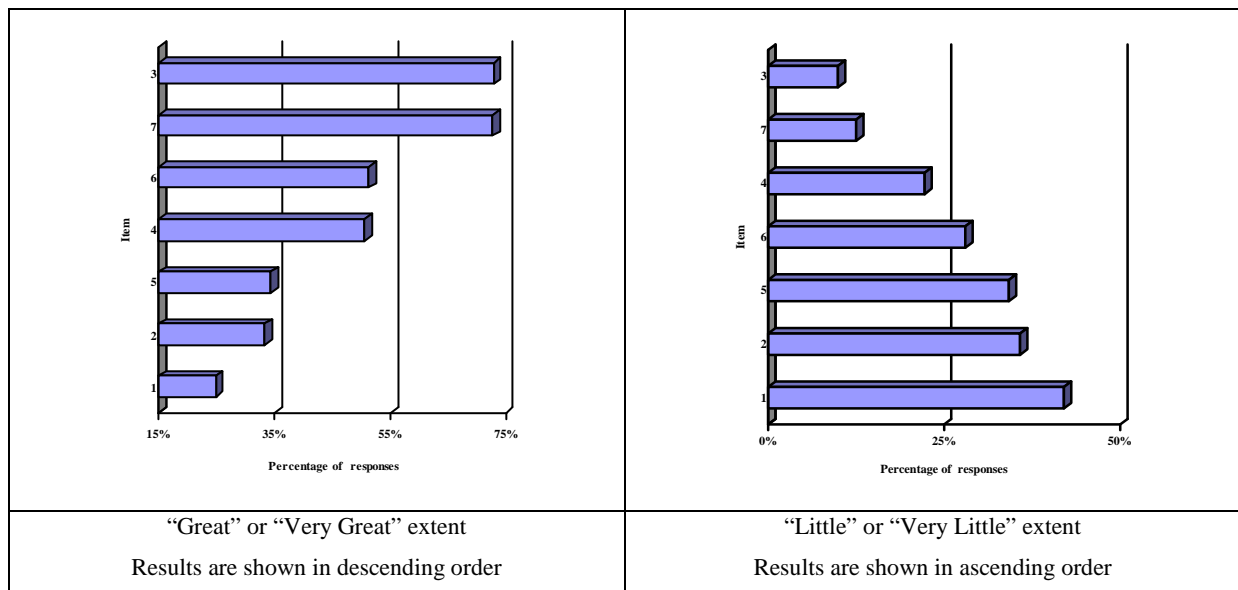 3
7
6
4
5
2
1
Item
15% 35% 55% 75%
Percentage of responses
3
7
4
6
5
2
1
Item
0% 25% 50%
Percentage of responses
“Great” or “Very Great” extent
Results are shown in descending order
“Little” or “Very Little” extent
Results are shown in ascending order